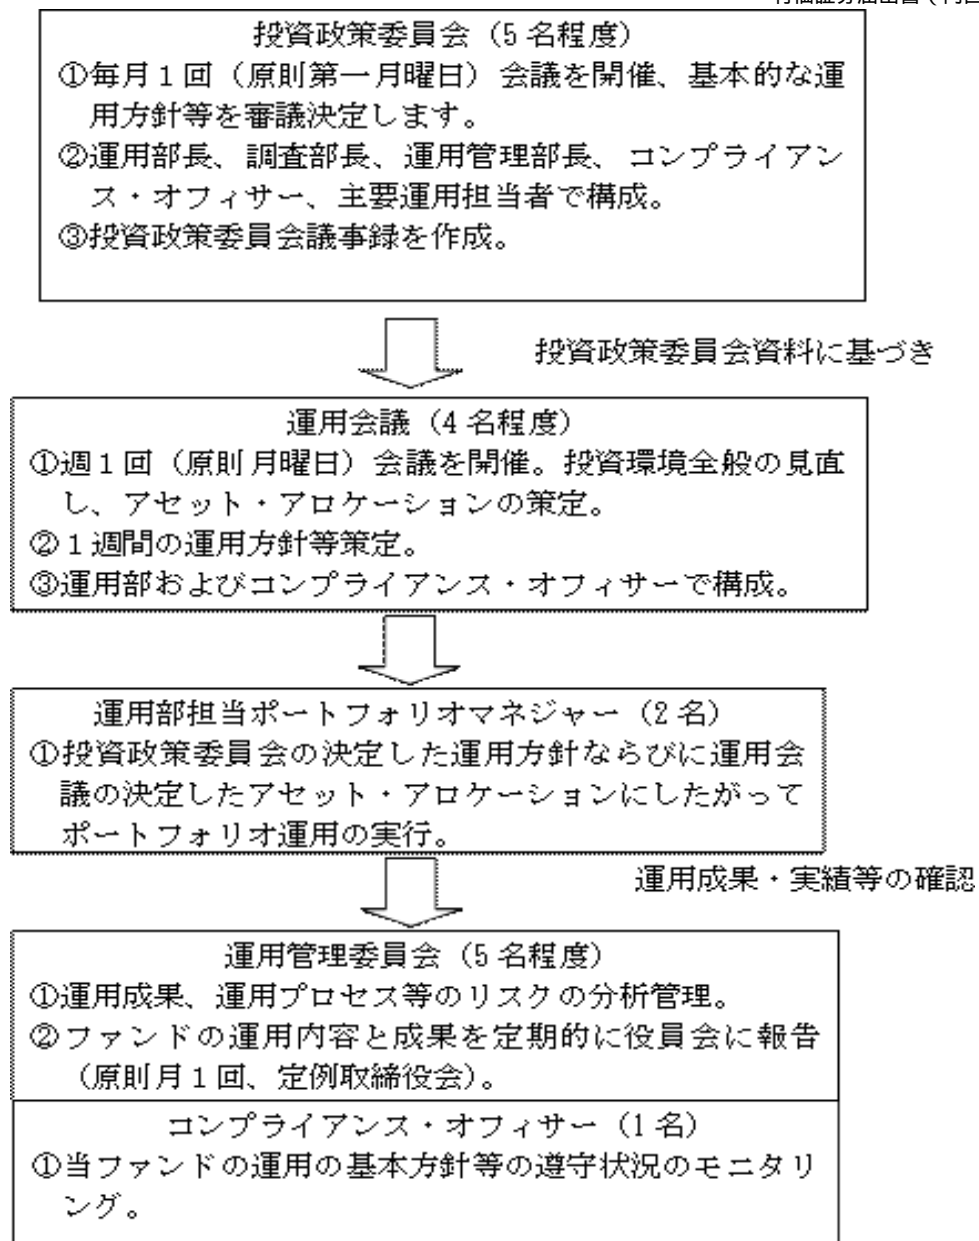 投資政策委員会（5名程度）
①毎月1回（原則第一月曜日）会議を開催、基本的な運
用方針等を審議決定します。
②運用部長、調査部長、運用管理部長、コンプライアン
ス・オフィサー、主要運用担当者で構成。
③投資政策委員会議事録を作成。
投資政策委員会資料に基づき
運用会議（4名程度）
①週1回（原則月曜日）会議を開催。投資環境全般の見直
し、アセット・アロケーションの策定。
②1週間の運用方針等策定。
③運用部およびコンプライアンス・オフィサーで構成。
運用部担当ポートフォリオマネジャー（2名）
①投資政策委員会の決定した運用方針ならびに運用会
議の決定したアセット・アロケーションにしたがって
ポートフォリオ運用の実行。
運用成果・実績等の確認
運用管理委員会（5名程度）
①運用成果、運用プロセス等のリスクの分析管理。
②ファンドの運用内容と成果を定期的に役員会に報告
（原則月1回、定例取締役会）。
コンプライアンス・オフィサー（1名）
①当ファンドの運用の基本方針等の遵守状況のモニタリ
ング。